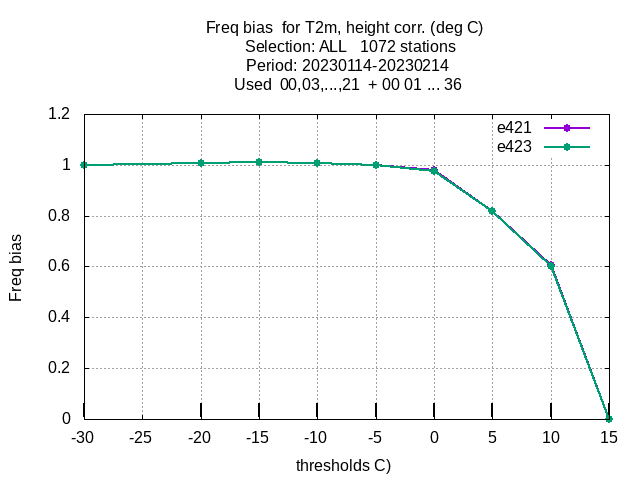 Freq bias  for T2m, height corr. (deg C)
Selection: ALL   1072 stations
Period: 20230114-20230214
Used  00,03,...,21  + 00 01 ... 36
e421
e423
1.2
1
0.8
0.6
0.4
0.2
0
Freq bias
-30 -25 -20 -15 -10 -5 0 5 10 15
thresholds C)